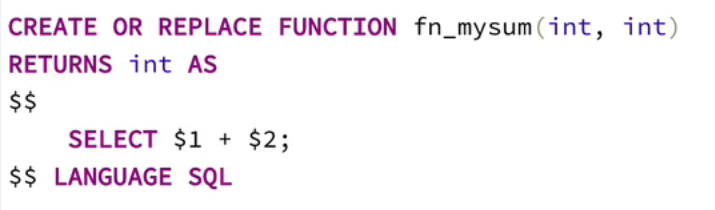 CREATE OR REPLACE FUNCTION fn_mysum(int, int)
RETURNS int AS
$$
    SELECT $1 + $2;
$$ LANGUAGE SQL